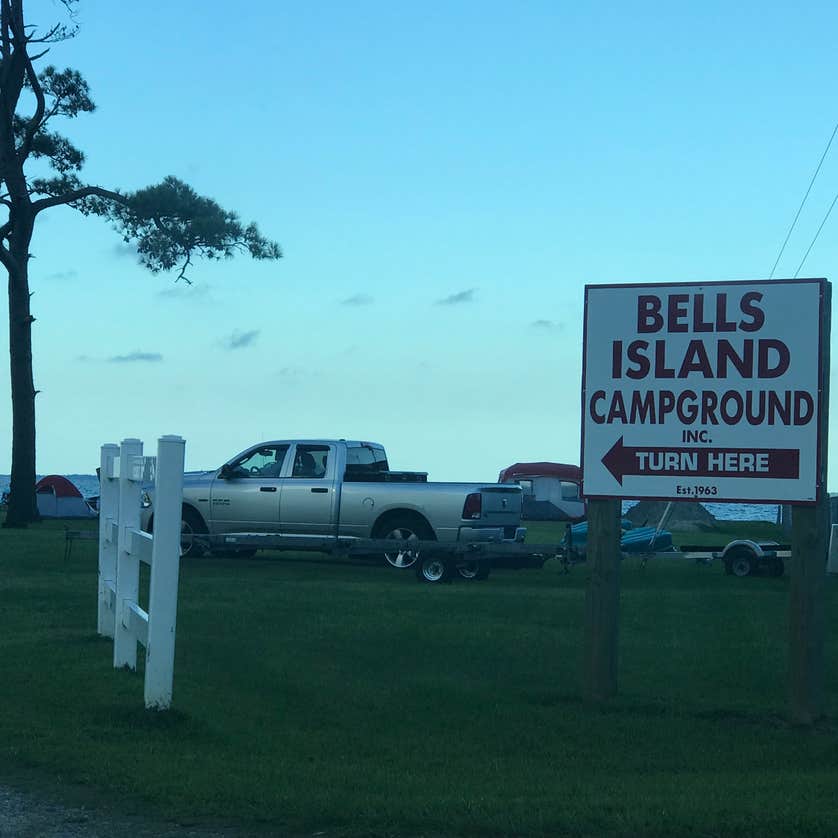 BELLS
ISLAND
CAMPGROUND
INC.
TURN HERE
EST. 1963